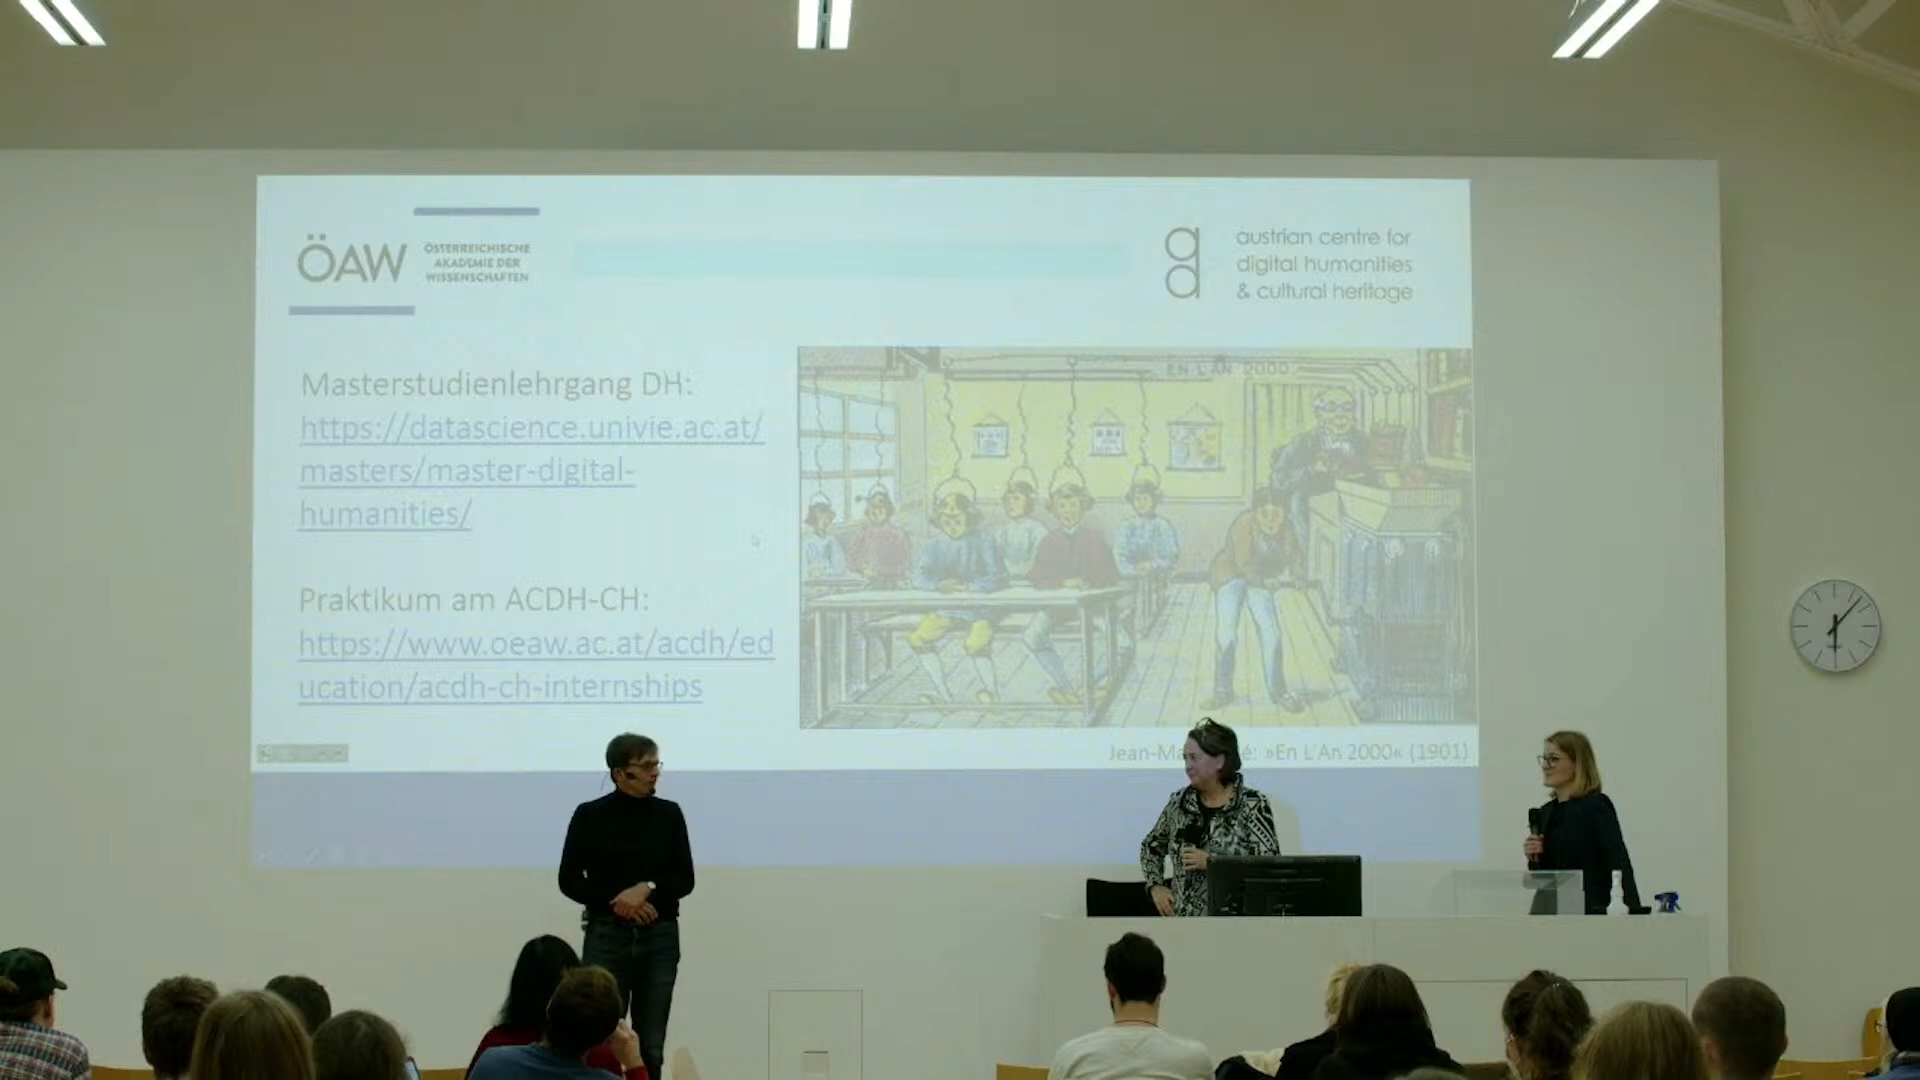 ÖAW
ÖSTERREICHISCHE
AKADEMIE DER
WISSENSCHAFTEN
austrian centre for
digital humanities
& cultural heritage
Masterstudienlehrgang DH:
https://datascience.univie.ac.at/
masters/master-digital-
humanities/
Praktikum am ACDH-CH:
https://www.oeaw.ac.at/acdh/ed
ucation/acdh-ch-internships
EN L'AN 2000
»En L'An 2000« (1901)